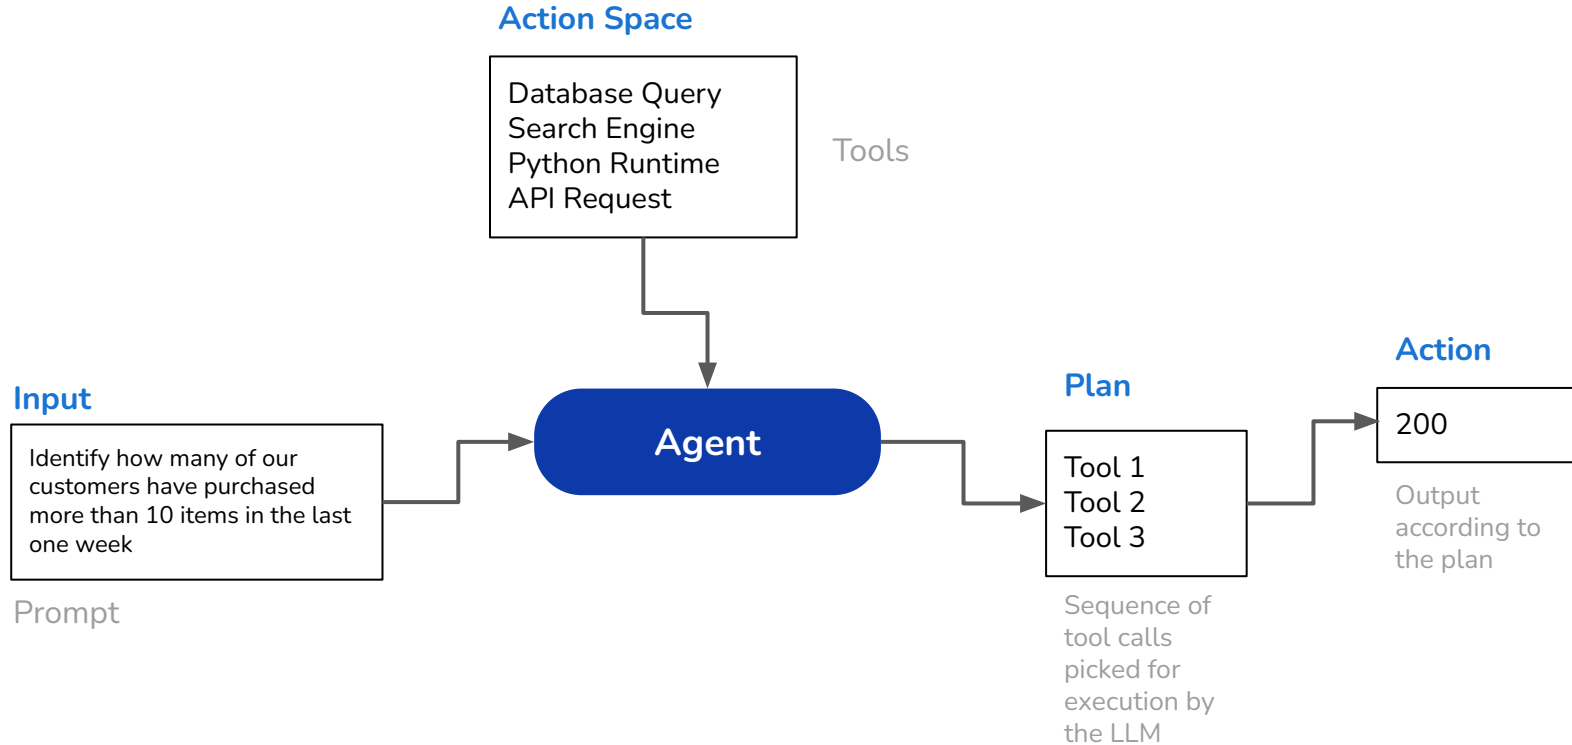 Action Space
Database Query
Search Engine
Python Runtime
API Request
Tools
Input
Identify how many of our
customers have purchased
more than 10 items in the last
one week
Prompt
Agent
Plan
Tool 1
Tool 2
Tool 3
Sequence of
tool calls
picked for
execution by
the LLM
Action
200
Output
according to
the plan